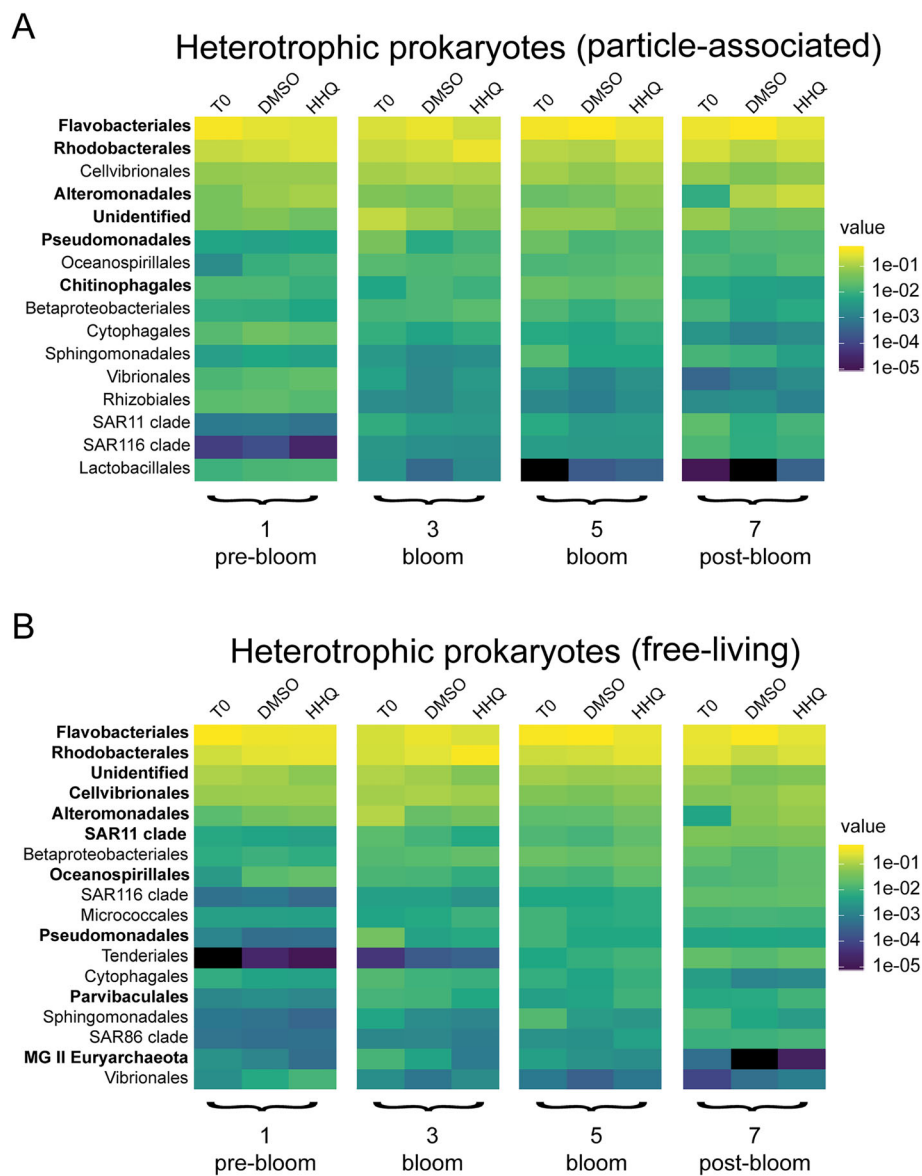 A
Heterotrophic prokaryotes (particle-associated)
T0 DMSO HHQ T0 DMSO HHQ T0 DMSO HHQ T0 DMSO HHQ
Flavobacteriales
Rhodobacterales
Cellvibrionales
Alteromonadales
Unidentified
Pseudomonadales
Oceanospirillales
Chitinophagales
Betaproteobacteriales
Cytophagales
Sphingomonadales
Vibrionales
Rhizobiales
SAR11 clade
SAR116 clade
Lactobacillales
value
1e-01
1e-02
1e-03
1e-04
1e-05
1 3 5 7
pre-bloom bloom bloom post-bloom
B
Heterotrophic prokaryotes (free-living)
T0 DMSO HHQ T0 DMSO HHQ T0 DMSO HHQ T0 DMSO HHQ
Flavobacteriales
Rhodobacterales
Unidentified
Cellvibrionales
Alteromonadales
SAR11 clade
Betaproteobacteriales
Oceanospirillales
SAR116 clade
Micrococcales
Pseudomonadales
Tenderiales
Cytophagales
Parvibaculales
Sphingomonadales
SAR86 clade
MG II Euryarchaeota
Vibrionales
value
1e-01
1e-02
1e-03
1e-04
1e-05
1 3 5 7
pre-bloom bloom bloom post-bloom